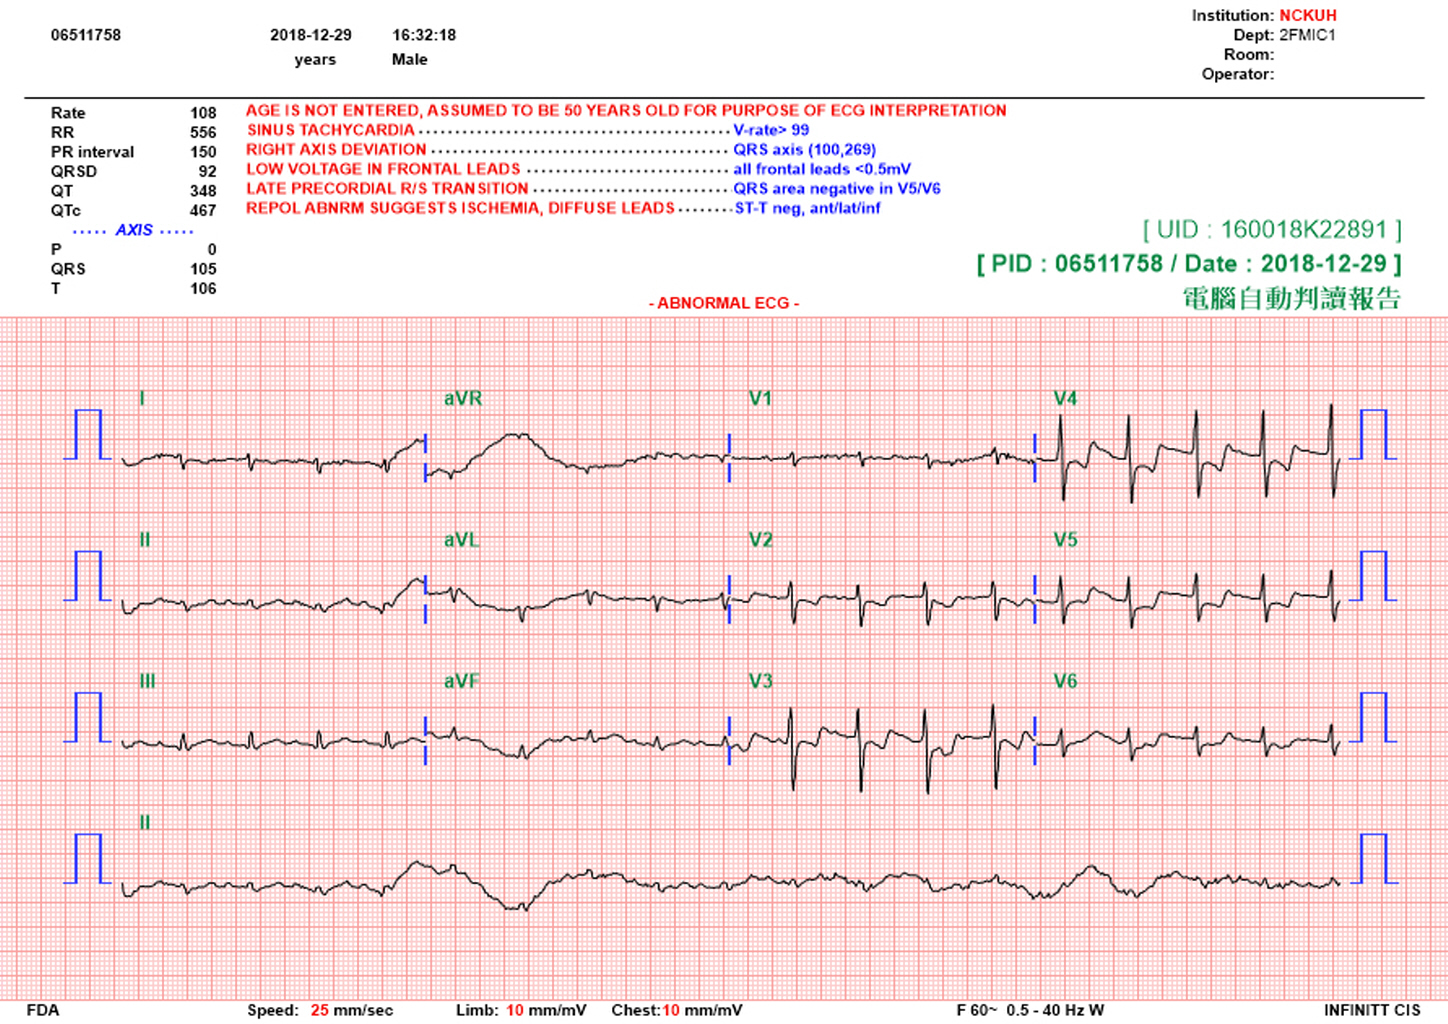 Institution: NCKUH
06511758 2018-12-29 16:32:18 Dept: 2FMIC1
Room:
years Male
Operator:
Rate 108 AGE IS NOT ENTERED, ASSUMED TO BE 50 YEARS OLD FOR PURPOSE OF ECG INTERPRETATION
RR 556 SINUS TACHYCARDIA V-rate> 99
PR interval 150 RIGHT AXIS DEVIATION QRS axis (100,269)
QRSD 92 LOW VOLTAGE IN FRONTAL LEADS all frontal leads <0.5mV
QT 348 LATE PRECORDIAL R/S TRANSITION QRS area negative in V5/V6
QTc 467 REPOL ABNRM SUGGESTS ISCHEMIA, DIFFUSE LEADS ST-T neg, ant/lat/inf
····· AXIS ·····
[ UID : 160018K22891 ]
P 0
QRS 105
[ PID : 06511758 / Date : 2018-12-29 ]
T 106
電腦自動判讀報告
- ABNORMAL ECG -
I aVR V1 V4
II aVL V2 V5
III aVF V3 V6
II
FDA Speed: 25 mm/sec Limb: 10 mm/mV Chest:10 mm/mV F 60~ 0.5 - 40 Hz W INFINITT CIS